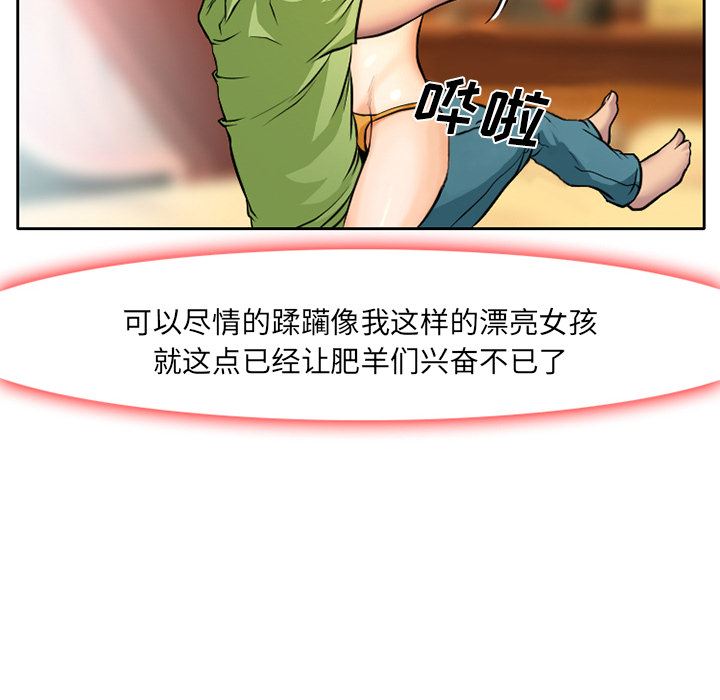 哗啦
可以尽情的蹂躏像我这样的漂亮女孩
就这点已经让肥羊们兴奋不已了